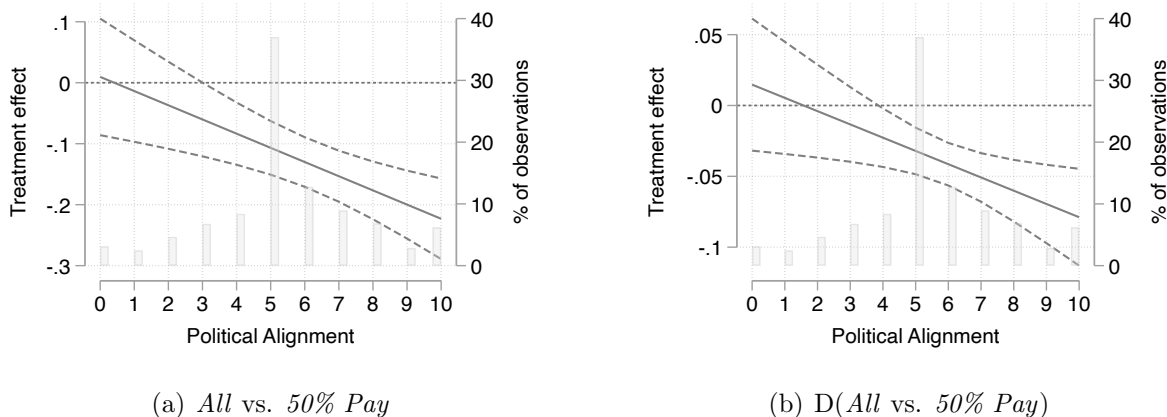 .1
0
-.1
-.2
-.3
Treatment effect
40
30
20
10
0
% of observations
0 1 2 3 4 5 6 7 8 9 10
Political Alignment
(a) All vs. 50% Pay
.05
0
-.05
-.1
Treatment effect
40
30
20
10
0
% of observations
0 1 2 3 4 5 6 7 8 9 10
Political Alignment
(b) D(All vs. 50% Pay)